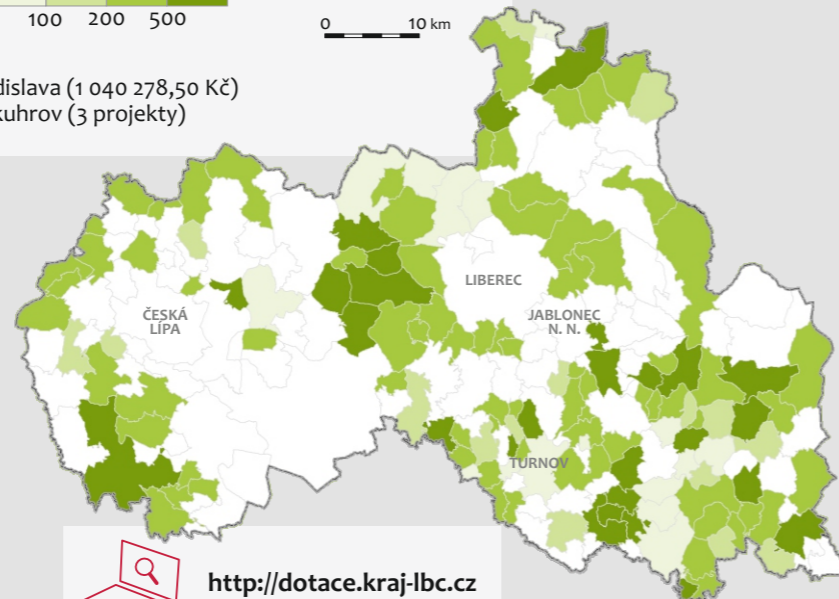 100 200 500
0 10 km
dislava (1 040 278,50 Kč)
kuhrov (3 projekty)
LIBEREC
ČESKÁ
LÍPA
JABLONEC
N. N.
TURNOV
http://dotace.kraj-lbc.cz